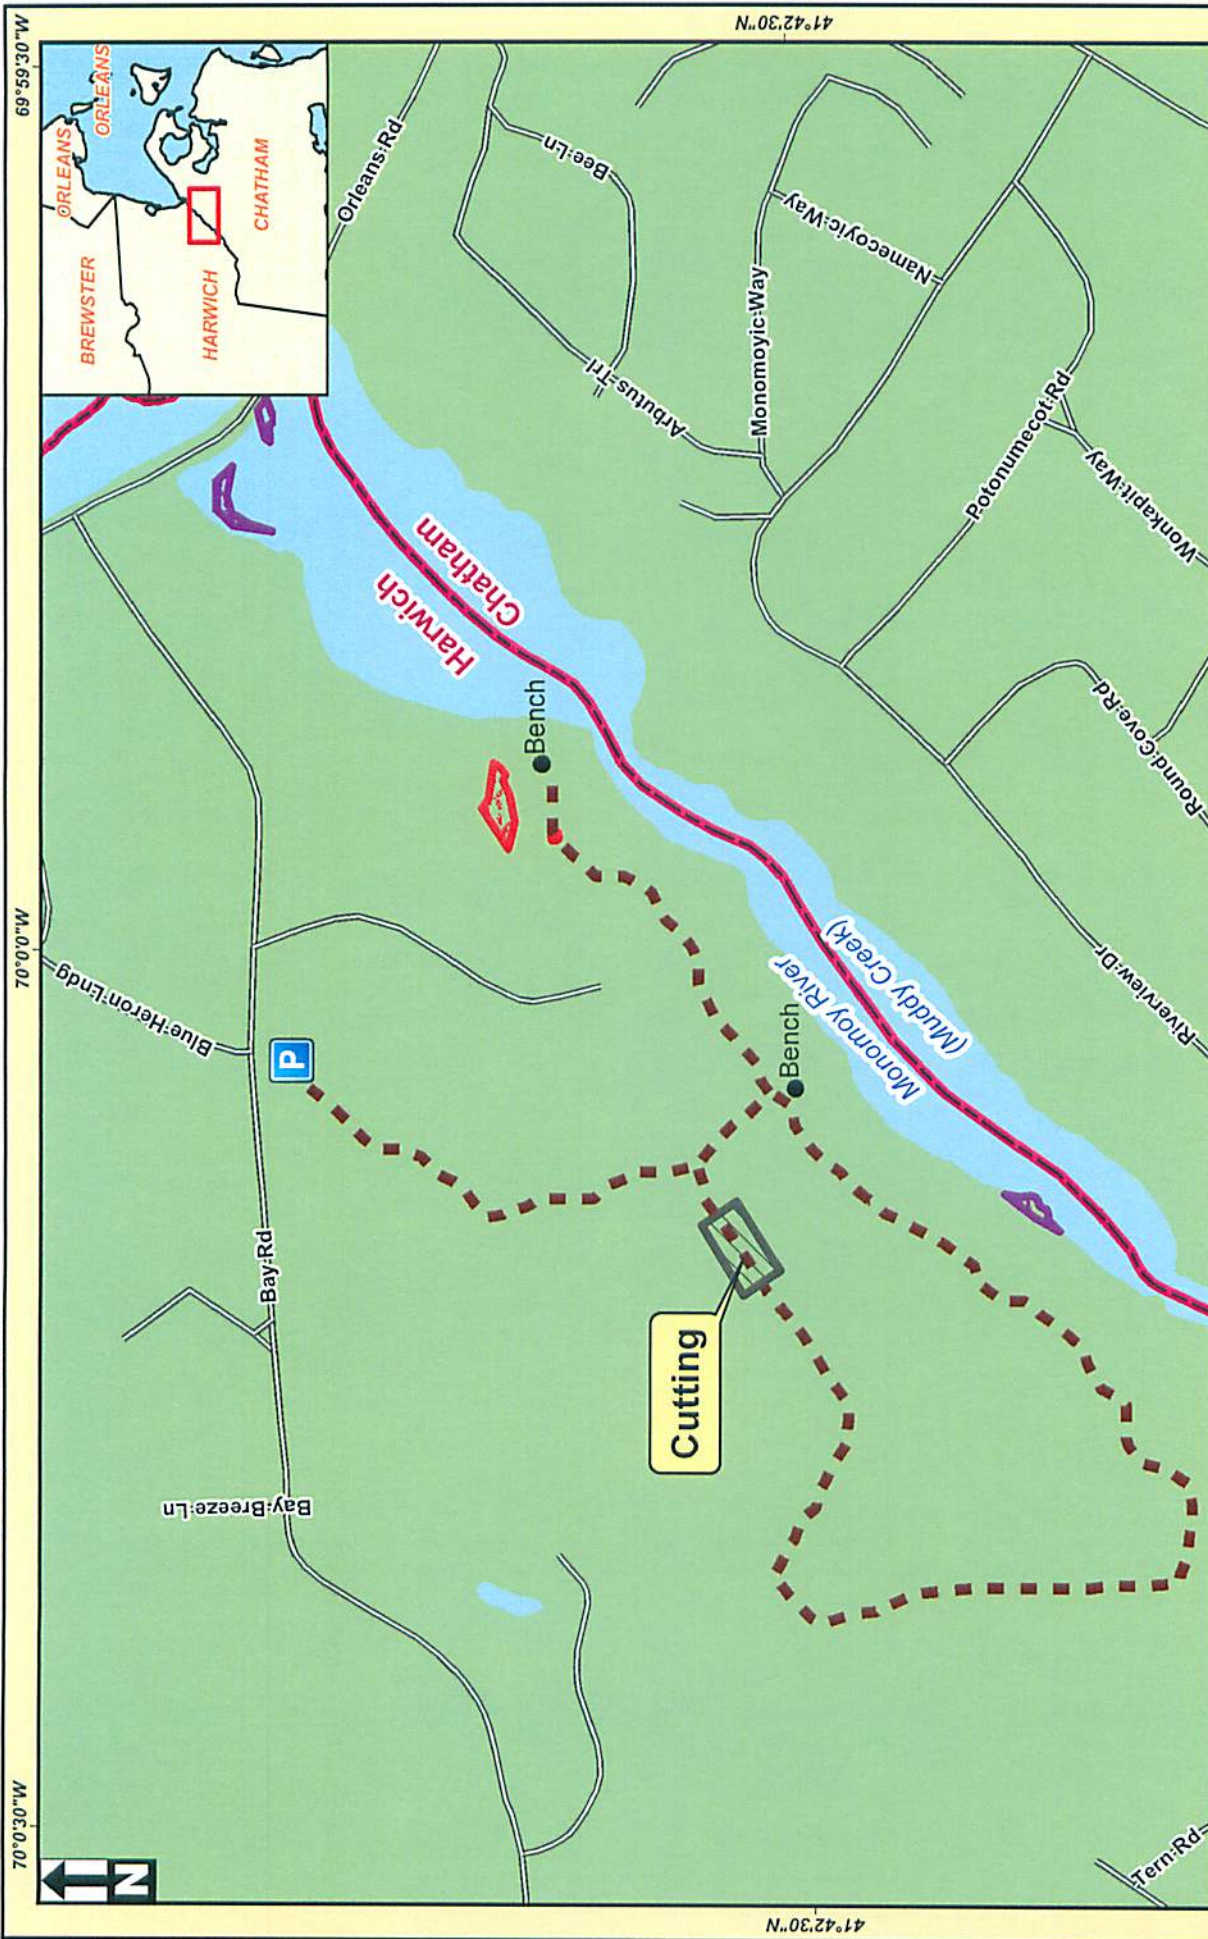 70°0'30"W
70°0'0"W
69°59'30"W
41°42'30"N
41°42'30"N
N
ORLEANS
ORLEANS
BREWSTER
HARWICH
CHATHAM
Orleans Rd
Blue Heron Lndg
P
Bay Rd
Bay Breeze Ln
Bee Ln
Arbutus Trl
Monomoyic Way
Namecoyic Way
Potonumecot Rd
Wonkapit Way
Round Cove Rd
Riverview Dr
Tern Rd
Harwich
Chatham
Bench
Bench
Cutting
Monomoy River
(Muddy Creek)